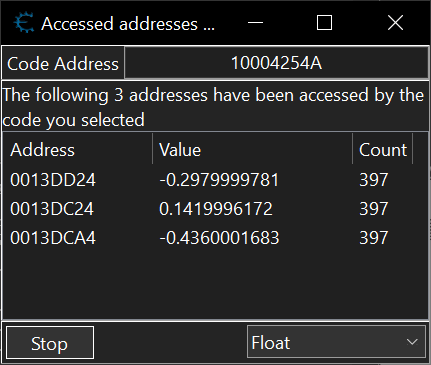 Accessed addresses ...
Code Address 10004254A
The following 3 addresses have been accessed by the
code you selected
Address Value Count
0013DD24 -0.2979999781 397
0013DC24 0.1419996172 397
0013DCA4 -0.4360001683 397
Stop Float